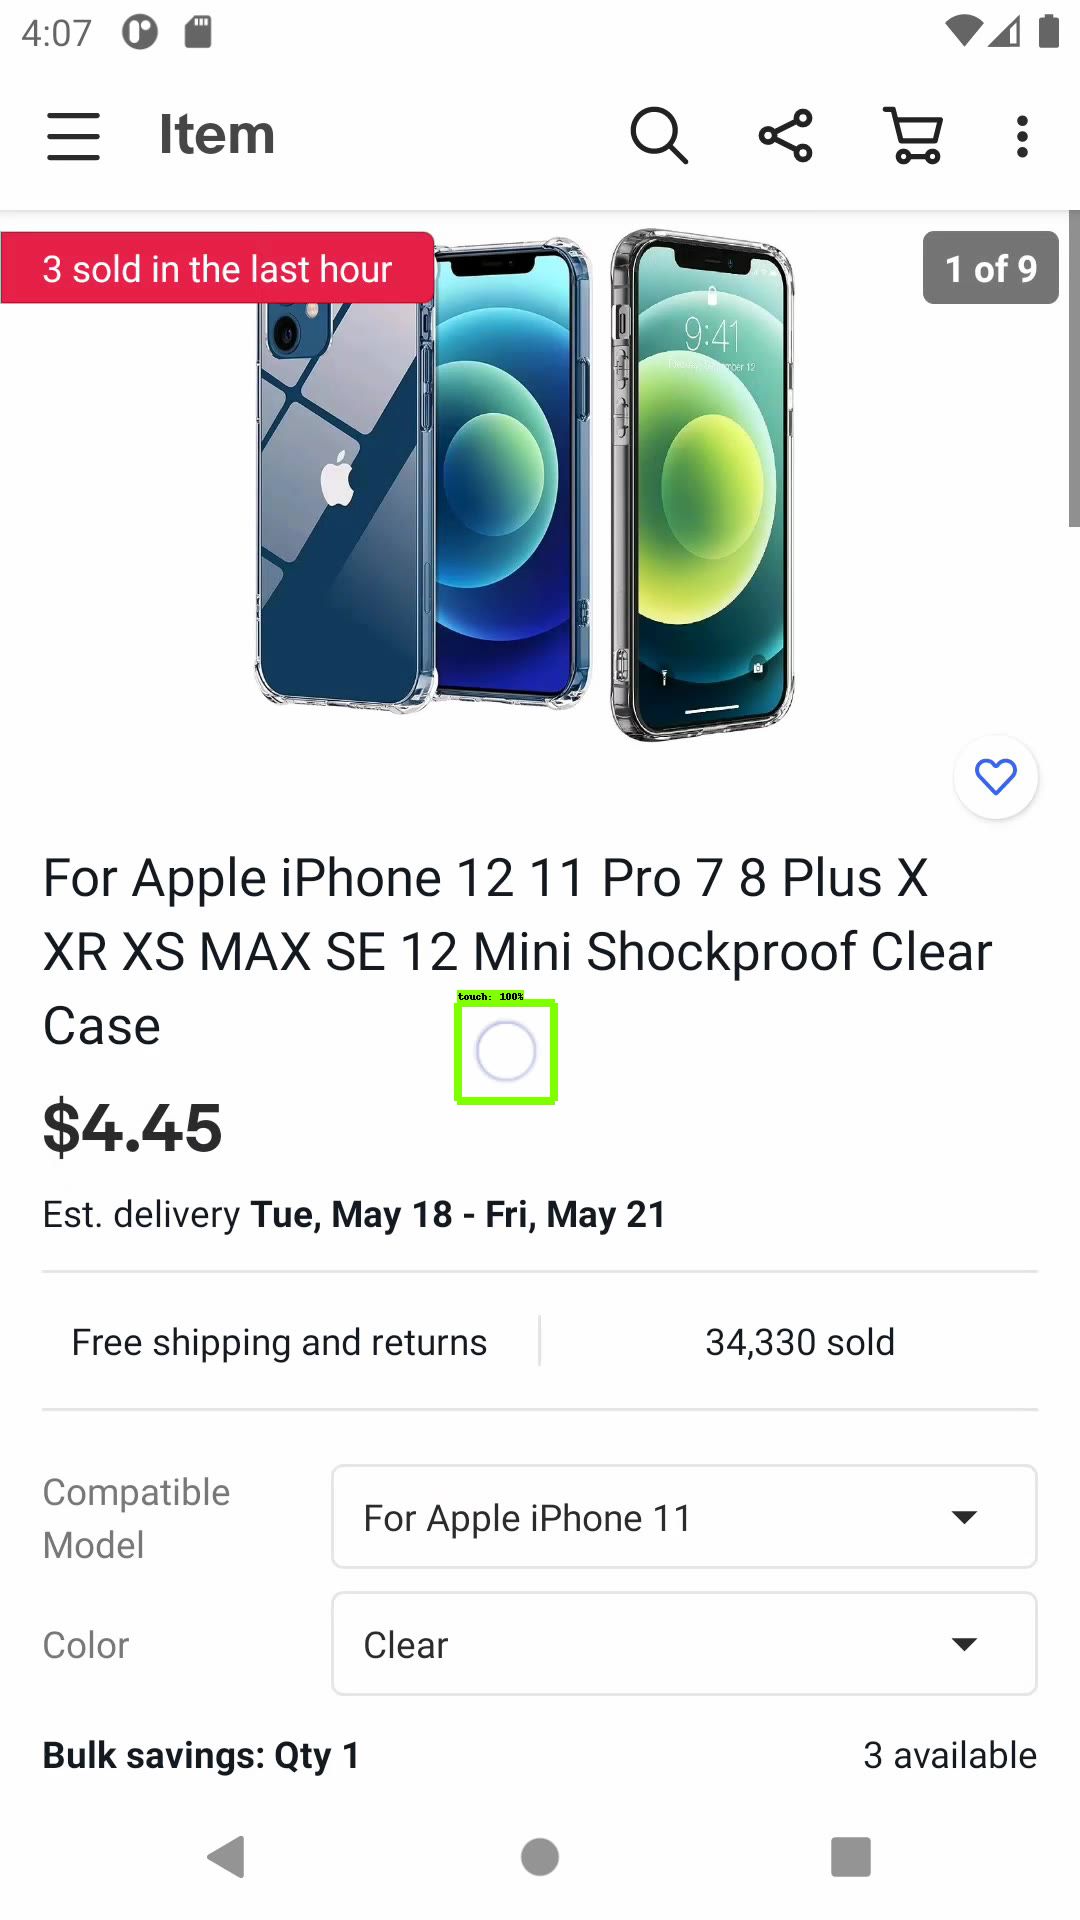 4:07
Item
3 sold in the last hour
1 of 9
9:41
For Apple iPhone 12 11 Pro 7 8 Plus X
XR XS MAX SE 12 Mini Shockproof Clear
Case
touch: 100%
$4.45
Est. delivery Tue, May 18 - Fri, May 21
Free shipping and returns
34,330 sold
Compatible
Model
For Apple iPhone 11
Color
Clear
Bulk savings: Qty 1
3 available